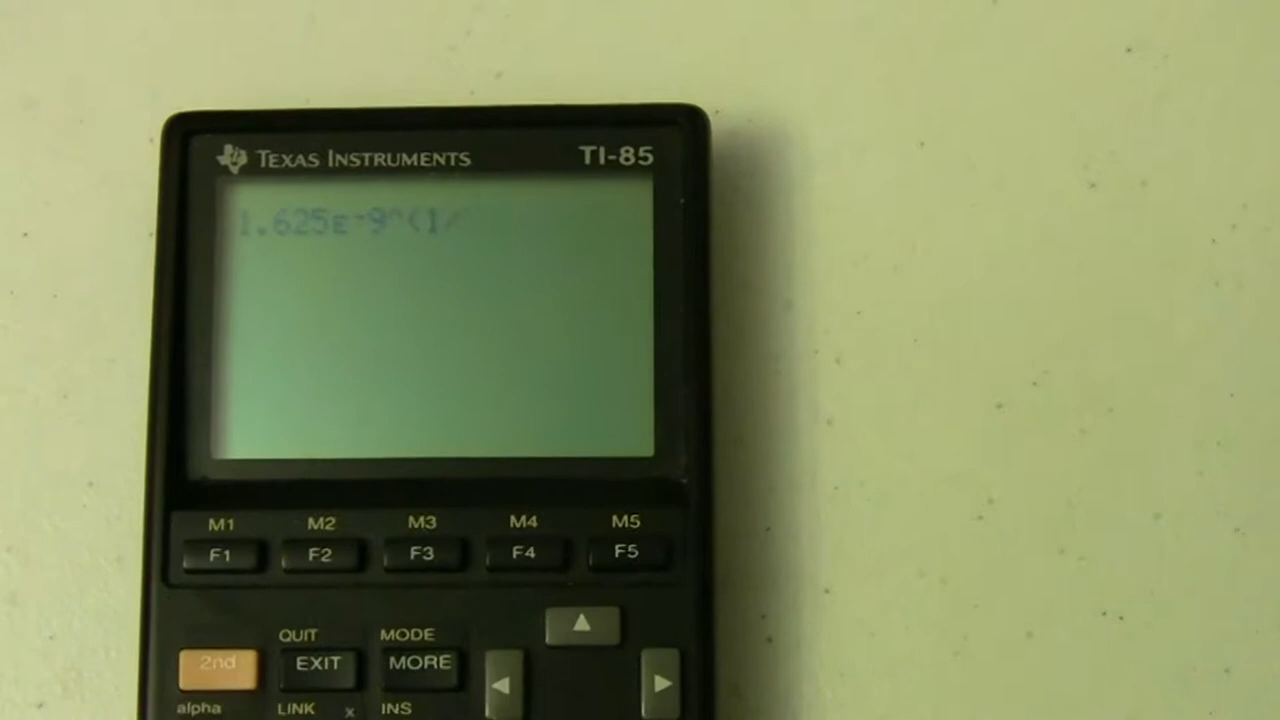 TEXAS INSTRUMENTS TI-85
1.625ᴇ-9^(1/
M1 M2 M3 M4 M5
F1 F2 F3 F4 F5
QUIT MODE
2nd EXIT MORE
alpha LINK x INS